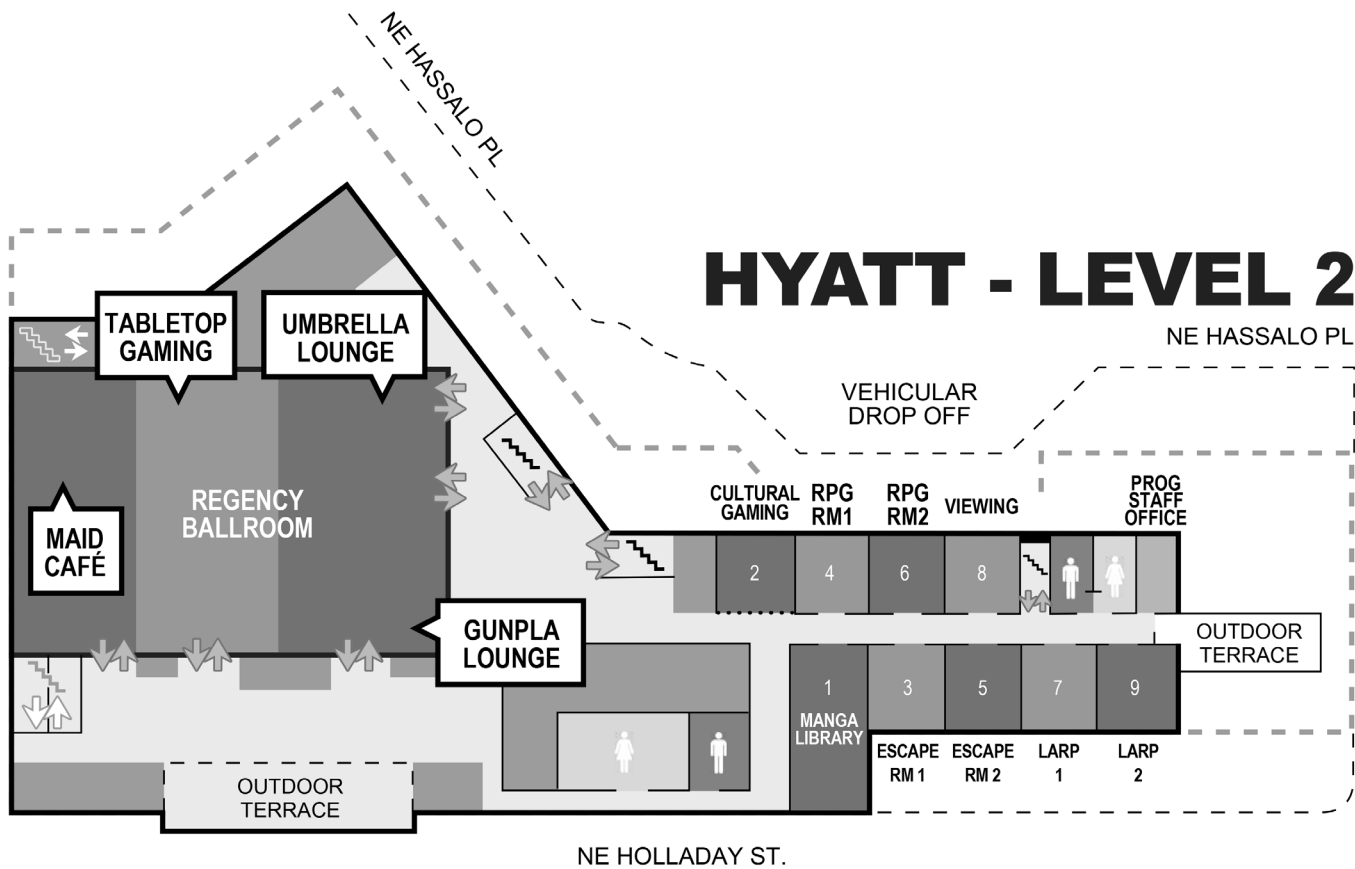 NE HASSALO PL
HYATT - LEVEL 2
NE HASSALO PL
TABLETOP
GAMING
UMBRELLA
LOUNGE
VEHICULAR
DROP OFF
MAID
CAFÉ
REGENCY
BALLROOM
GUNPLA
LOUNGE
CULTURAL
GAMING
RPG
RM1
RPG
RM2
VIEWING
PROG
STAFF
OFFICE
2
4
6
8
OUTDOOR
TERRACE
1
MANGA
LIBRARY
3
5
7
9
ESCAPE
RM 1
ESCAPE
RM 2
LARP
1
LARP
2
OUTDOOR
TERRACE
NE HOLLADAY ST.